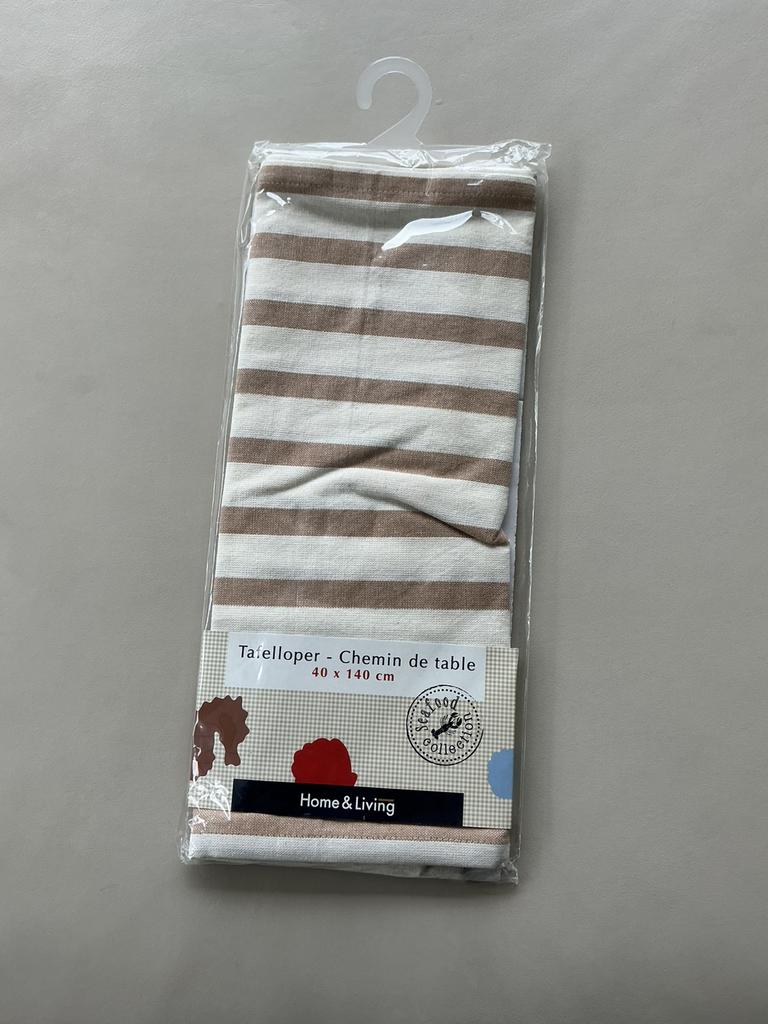 Tafelloper - Chemin de table
40 x 140 cm
Seafood
collection
Home & Living